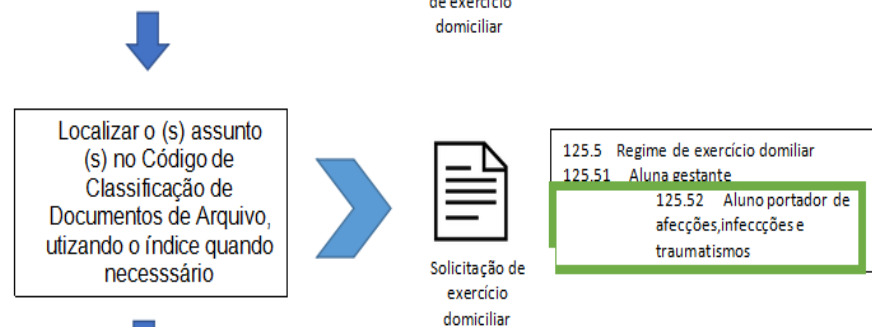 de exercício
domiciliar
Localizar o (s) assunto
(s) no Código de
Classificação de
Documentos de Arquivo,
utizando o índice quando
necesssário
Solicitação de
exercício
domiciliar
125.5 Regime de exercício domiliar
125.51 Aluna gestante
125.52 Aluno portador de
afecções,infeccções e
traumatismos